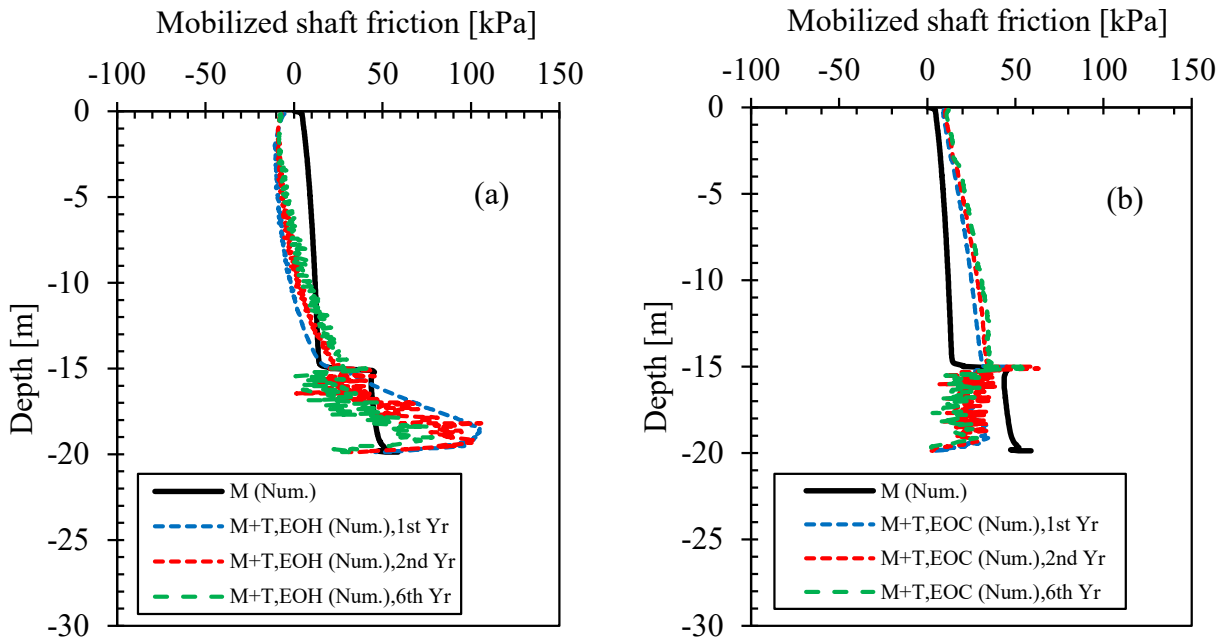 Mobilized shaft friction [kPa]
-100 -50 0 50 100 150
0
-5
-10
-15
-20
-25
-30
Depth [m]
(a)
M (Num.)
M+T,EOH (Num.),1st Yr
M+T,EOH (Num.),2nd Yr
M+T,EOH (Num.),6th Yr
Mobilized shaft friction [kPa]
-100 -50 0 50 100 150
0
-5
-10
-15
-20
-25
-30
Depth [m]
(b)
M (Num.)
M+T,EOC (Num.),1st Yr
M+T,EOC (Num.),2nd Yr
M+T,EOC (Num.),6th Yr